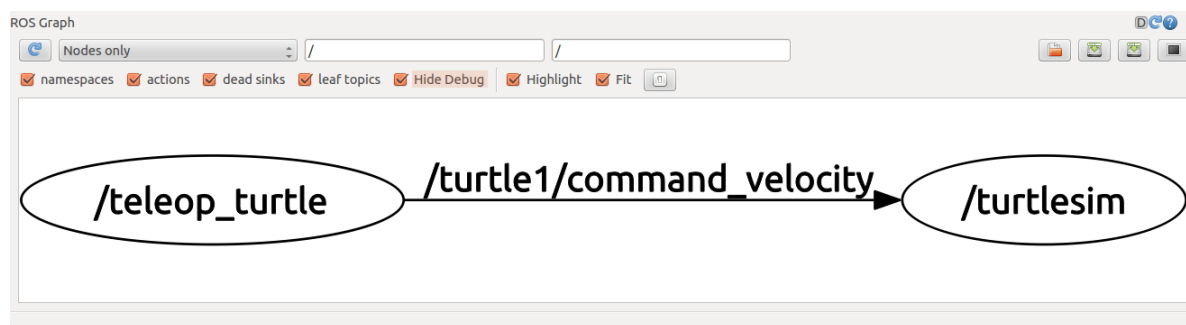 ROS Graph D ?
Nodes only / /
namespaces actions dead sinks leaf topics Hide Debug Highlight Fit
/turtle1/command_velocity
/teleop_turtle /turtlesim